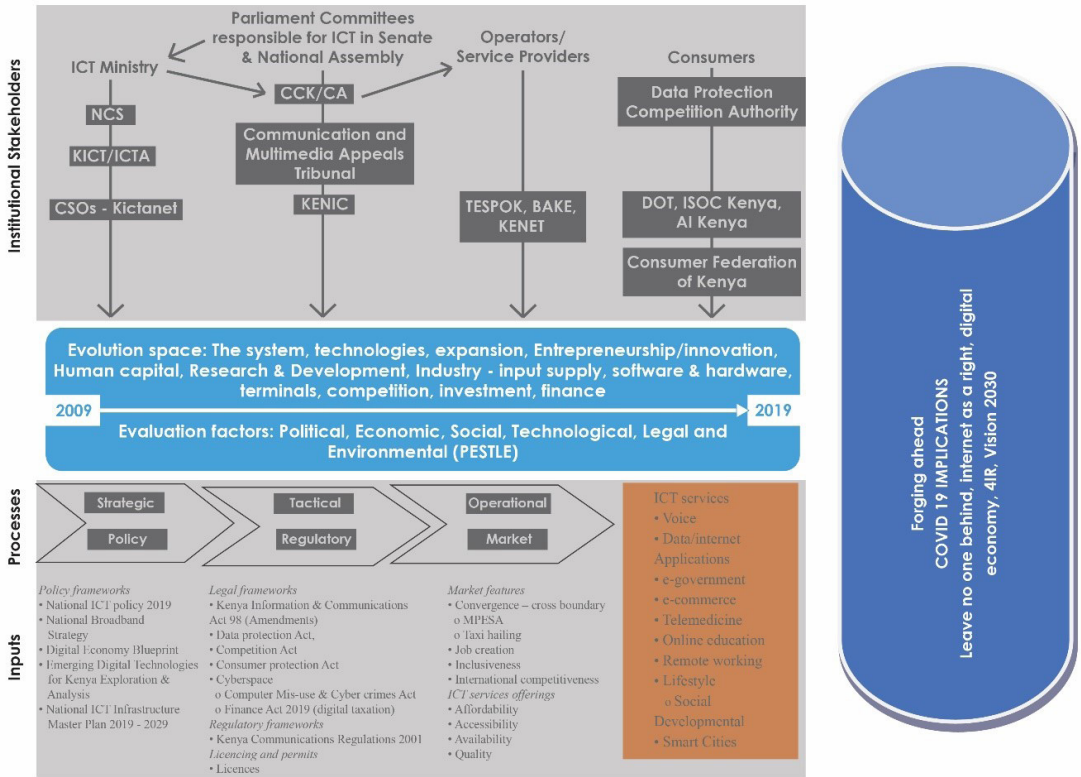 Institutional Stakeholders
Parliament Committees
responsible for ICT in Senate
& National Assembly
Operators/
Service Providers
ICT Ministry
Consumers
NCS
KICT/ICTA
CSOs - Kictanet
CCK/CA
Communication and
Multimedia Appeals
Tribunal
KENIC
TESPOK, BAKE,
KENET
Data Protection
Competition Authority
DOT, ISOC Kenya,
AI Kenya
Consumer Federation
of Kenya
Evolution space: The system, technologies, expansion, Entrepreneurship/innovation,
Human capital, Research & Development, Industry - input supply, software & hardware,
terminals, competition, investment, finance
2009
2019
Evaluation factors: Political, Economic, Social, Technological, Legal and
Environmental (PESTLE)
Processes
Strategic
Policy
Tactical
Regulatory
Operational
Market
Inputs
Policy frameworks
• National ICT policy 2019
• National Broadband
Strategy
• Digital Economy Blueprint
• Emerging Digital Technologies
for Kenya Exploration &
Analysis
• National ICT Infrastructure
Master Plan 2019 - 2029
Legal frameworks
• Kenya Information & Communications
Act 98 (Amendments)
• Data protection Act,
• Competition Act
• Consumer protection Act
• Cyberspace
o Computer Mis-use & Cyber crimes Act
o Finance Act 2019 (digital taxation)
Regulatory frameworks
• Kenya Communications Regulations 2001
Licencing and permits
• Licences
Market features
• Convergence – cross boundary
o MPESA
o Taxi hailing
• Job creation
• Inclusiveness
• International competitiveness
ICT services offerings
• Affordability
• Accessibility
• Availability
• Quality
ICT services
• Voice
• Data/internet
Applications
• e-government
• e-commerce
• Telemedicine
• Online education
• Remote working
• Lifestyle
o Social
Developmental
• Smart Cities
Forging ahead
COVID 19 IMPLICATIONS
Leave no one behind, internet as a right, digital
economy, 4IR, Vision 2030